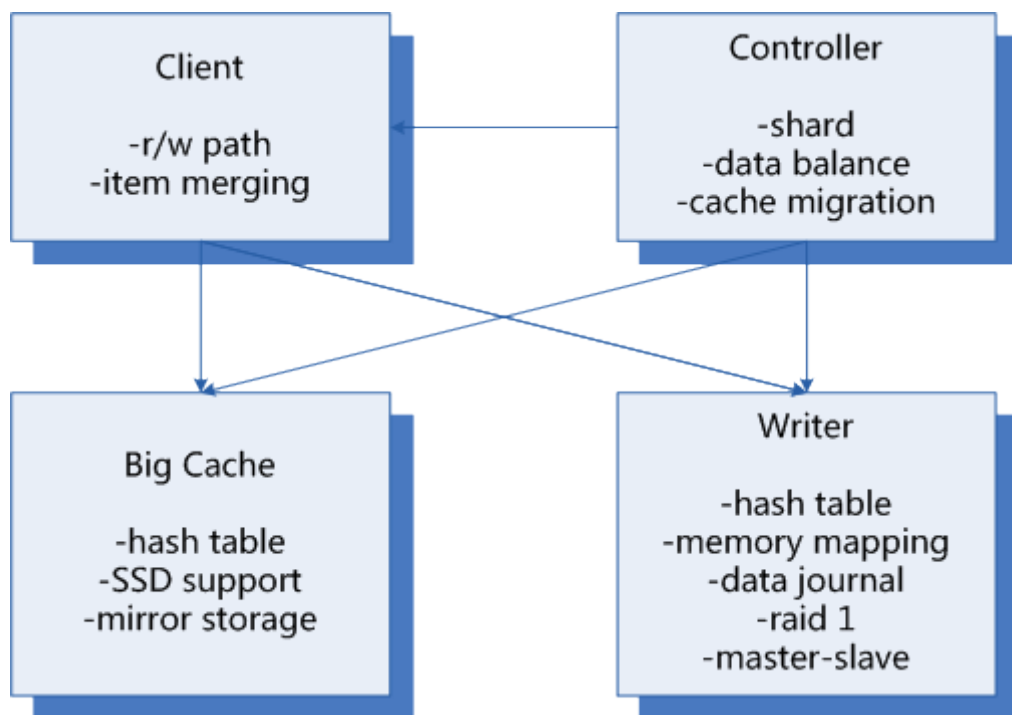 Client
-r/w path
-item merging
Controller
-shard
-data balance
-cache migration
Big Cache
-hash table
-SSD support
-mirror storage
Writer
-hash table
-memory mapping
-data journal
-raid 1
-master-slave